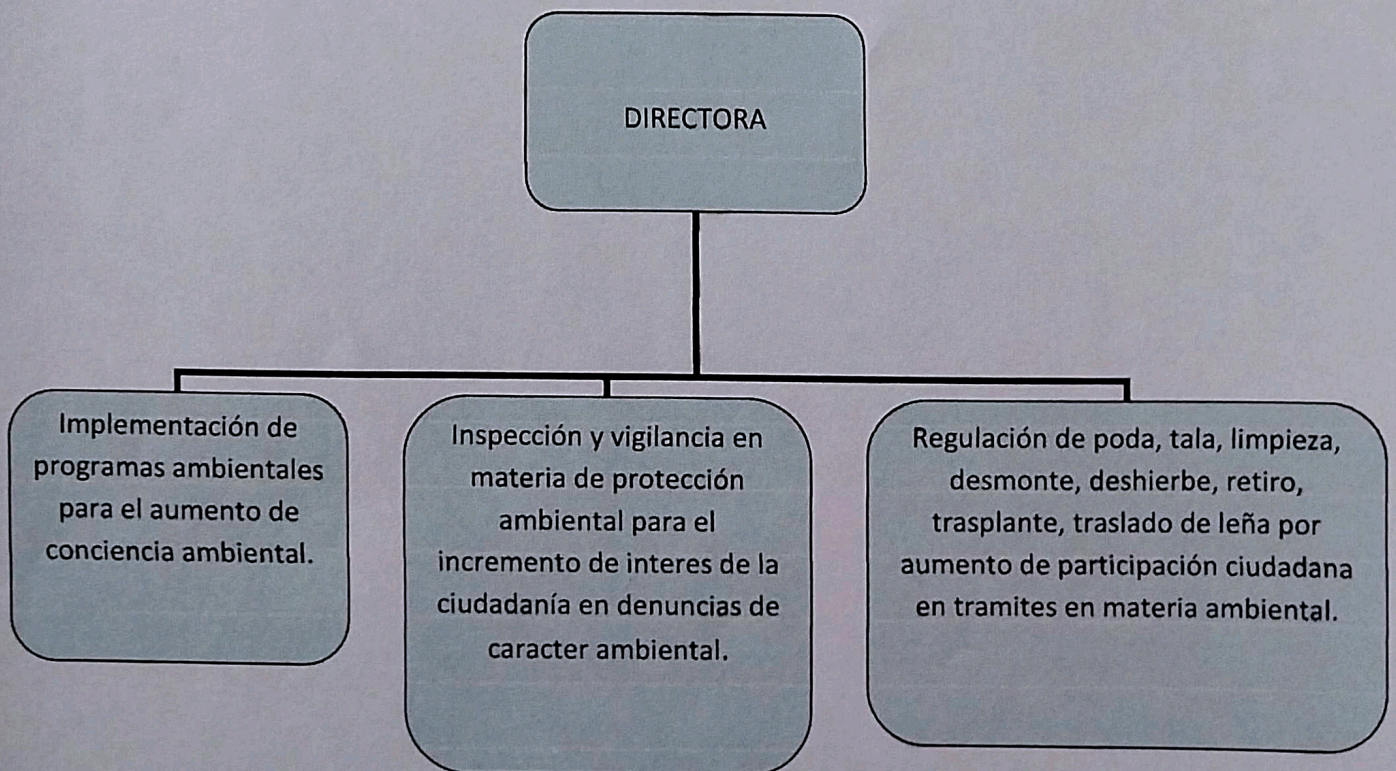 DIRECTORA
Implementación de
programas ambientales
para el aumento de
conciencia ambiental.
Inspección y vigilancia en
materia de protección
ambiental para el
incremento de interes de la
ciudadanía en denuncias de
caracter ambiental.
Regulación de poda, tala, limpieza,
desmonte, deshierbe, retiro,
trasplante, traslado de leña por
aumento de participación ciudadana
en tramites en materia ambiental.